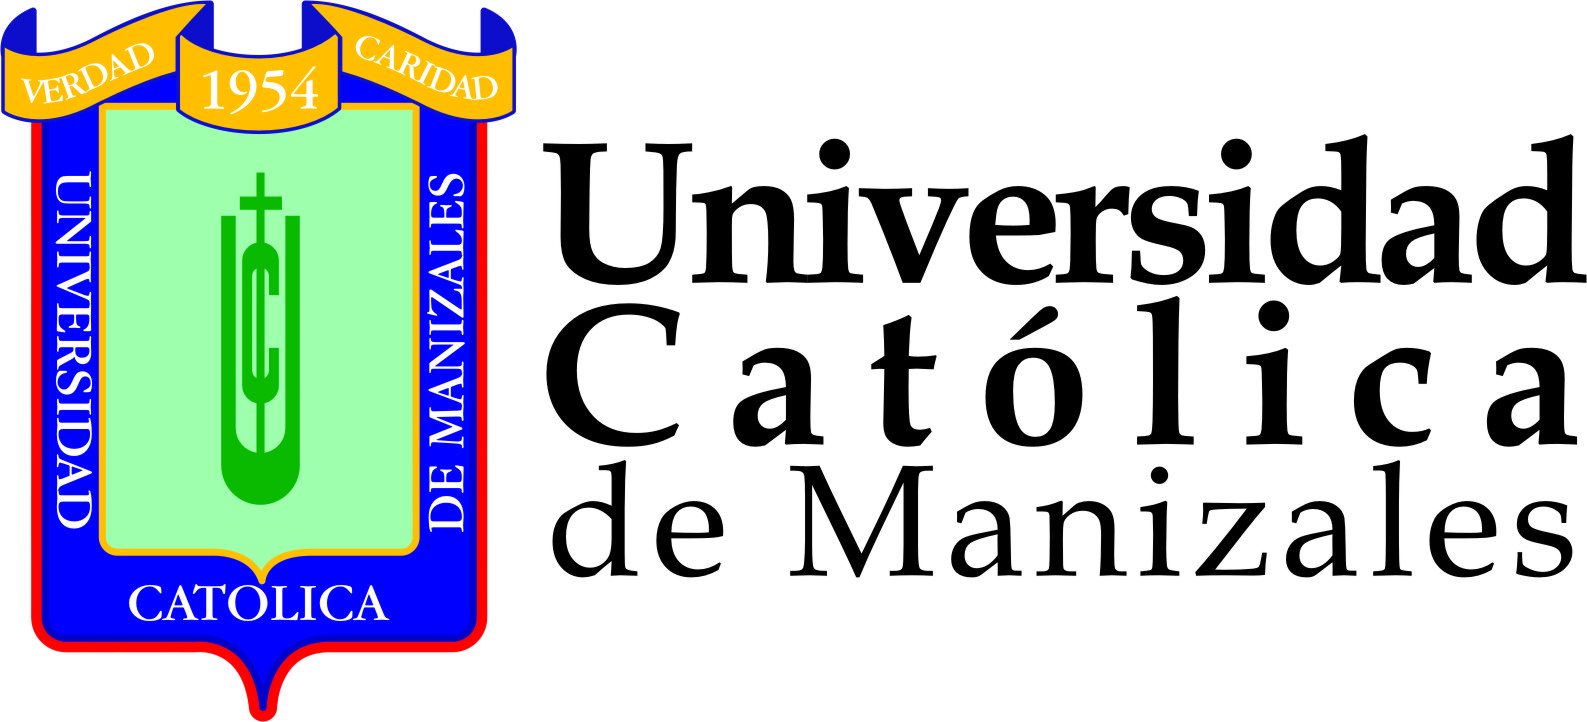 VERDAD
1954
CARIDAD
UNIVERSIDAD
CATOLICA
DE MANIZALES
Universidad
Católica
de Manizales